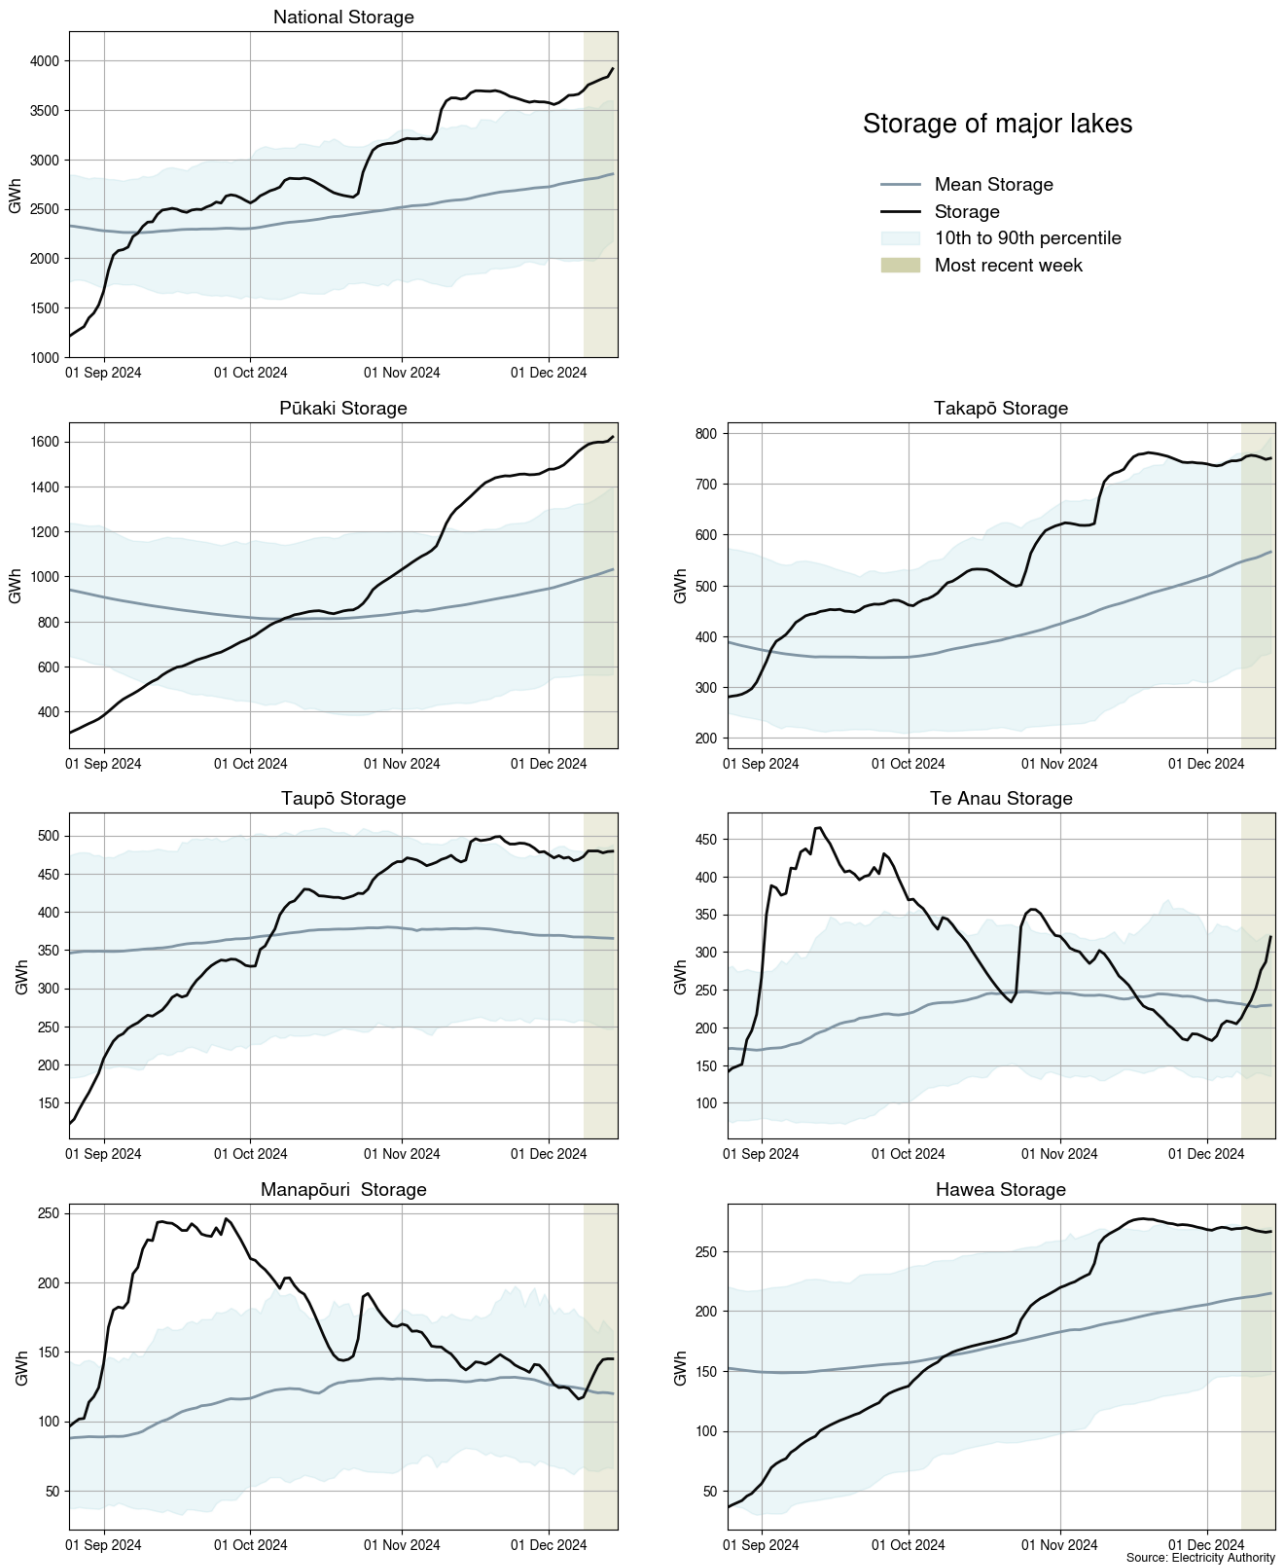 National Storage
4000
3500
3000
2500
2000
1500
1000
GWh
01 Sep 2024 01 Oct 2024 01 Nov 2024 01 Dec 2024
Storage of major lakes
Mean Storage
Storage
10th to 90th percentile
Most recent week
Pūkaki Storage
1600
1400
1200
1000
800
600
400
GWh
01 Sep 2024 01 Oct 2024 01 Nov 2024 01 Dec 2024
Takapō Storage
800
700
600
500
400
300
200
GWh
01 Sep 2024 01 Oct 2024 01 Nov 2024 01 Dec 2024
Taupō Storage
500
450
400
350
300
250
200
150
GWh
01 Sep 2024 01 Oct 2024 01 Nov 2024 01 Dec 2024
Te Anau Storage
450
400
350
300
250
200
150
100
GWh
01 Sep 2024 01 Oct 2024 01 Nov 2024 01 Dec 2024
Manapōuri  Storage
250
200
150
100
50
GWh
01 Sep 2024 01 Oct 2024 01 Nov 2024 01 Dec 2024
Hawea Storage
250
200
150
100
50
GWh
01 Sep 2024 01 Oct 2024 01 Nov 2024 01 Dec 2024
Source: Electricity Authority